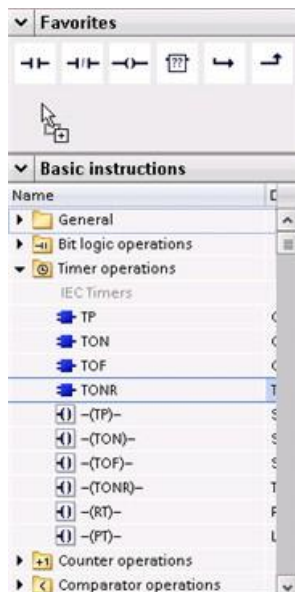 Favorites
??
Basic instructions
Name
General
Bit logic operations
Timer operations
IEC Timers
TP
TON
TOF
TONR
T
-(TP)-
S
-(TON)-
S
-(TOF)-
S
-(TONR)-
T
-(RT)-
-(PT)-
L
+1 Counter operations
Comparator operations